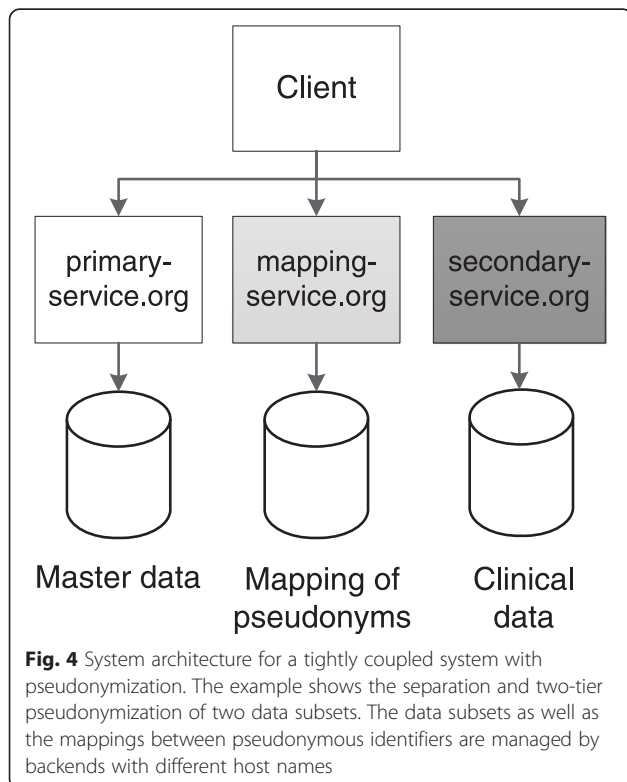 Client
primary-
service.org
mapping-
service.org
secondary-
service.org
Master data
Mapping of
pseudonyms
Clinical
data
Fig. 4 System architecture for a tightly coupled system with
pseudonymization. The example shows the separation and two-tier
pseudonymization of two data subsets. The data subsets as well as
the mappings between pseudonymous identifiers are managed by
backends with different host names